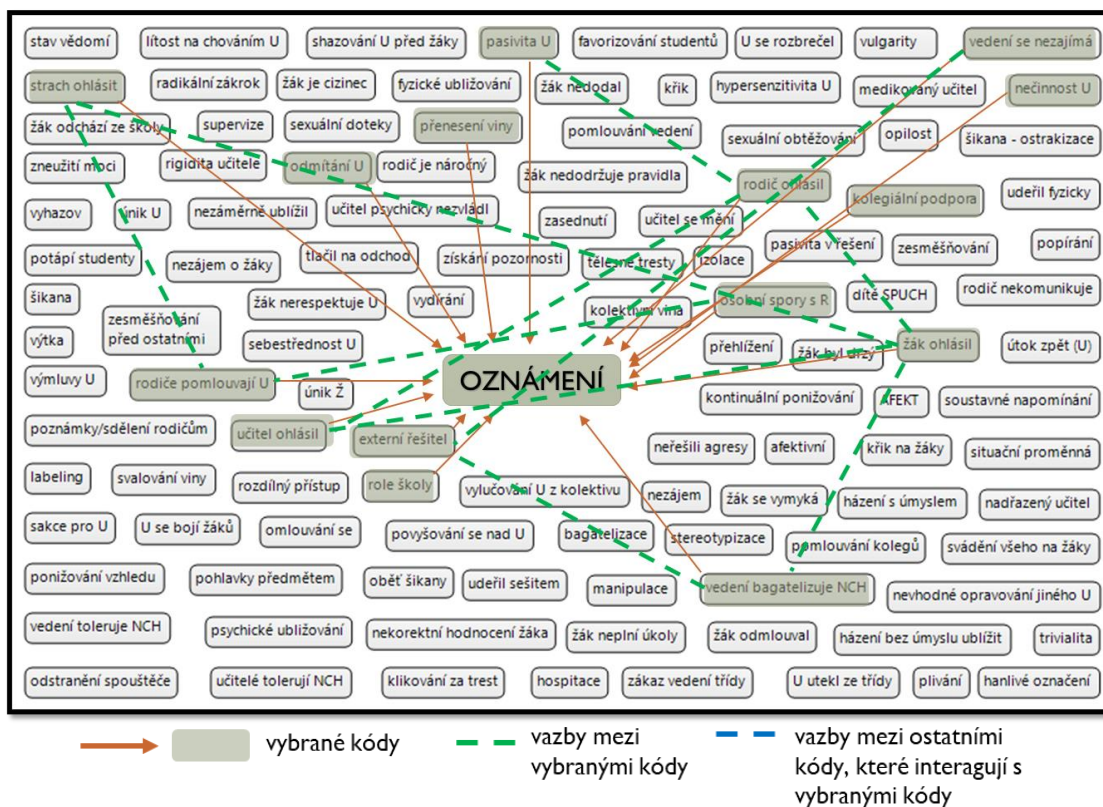 stav vědomí
lítost na chováním U
shazování U před žáky
pasivita U
favorizování studentů
U se rozbrečel
vulgarity
vedení se nezajímá
strach ohlásit
radikální zákrok
žák je cizinec
fyzické ubližování
žák nedodal
křik
hypersenzitivita U
medikovaný učitel
nečinnost U
žák odchází ze školy
supervize
sexuální doteky
přenesení viny
pomlouvání vedení
sexuální obtěžování
opilost
šikana - ostrakizace
zneužití moci
rigidita učitele
odmítání U
rodič je náročný
žák nedodržuje pravidla
rodič ohlásil
kolegiální podpora
udeřil fyzicky
vyhazov
únik U
nezáměrně ublížil
učitel psychicky nezvládl
zasednutí
učitel se mění
pasivita v řešení
zesměšňování
popírání
potápí studenty
nezájem o žáky
tlačil na odchod
získání pozornosti
tělesné tresty
izolace
šikana
žák nerespektuje U
vydírání
kolektivní vina
osobní spory s R
dítě SPUCH
rodič nekomunikuje
výtka
zesměšňování
před ostatními
sebestřednost U
přehlížení
žák byl drzý
žák ohlásil
útok zpět (U)
výmluvy U
rodiče pomlouvají U
únik Ž
OZNÁMENÍ
kontinuální ponižování
AFEKT
soustavné napomínání
poznámky/sdělení rodičům
učitel ohlásil
externí řešitel
neřešili agresy
afektivní
křik na žáky
situační proměnná
labeling
svalování viny
rozdílný přístup
role školy
vylučování U z kolektivu
nezájem
žák se vymyká
házení s úmyslem
nadřazený učitel
sakce pro U
U se bojí žáků
omlouvání se
povyšování se nad U
bagatelizace
stereotypizace
pomlouvání kolegů
svádění všeho na žáky
ponižování vzhledu
pohlavky předmětem
oběť šikany
udeřil sešitem
manipulace
vedení bagatelizuje NCH
nevhodné opravování jiného U
vedení toleruje NCH
psychické ubližování
nekorektní hodnocení žáka
žák neplní úkoly
žák odmlouval
házení bez úmyslu ublížit
trivialita
odstranění spouštěče
učitelé tolerují NCH
klikování za trest
hospitace
zákaz vedení třídy
U utekl ze třídy
plivání
hanlivé označení
vybrané kódy
vazby mezi
vybranými kódy
vazby mezi ostatními
kódy, které interagují s
vybranými kódy